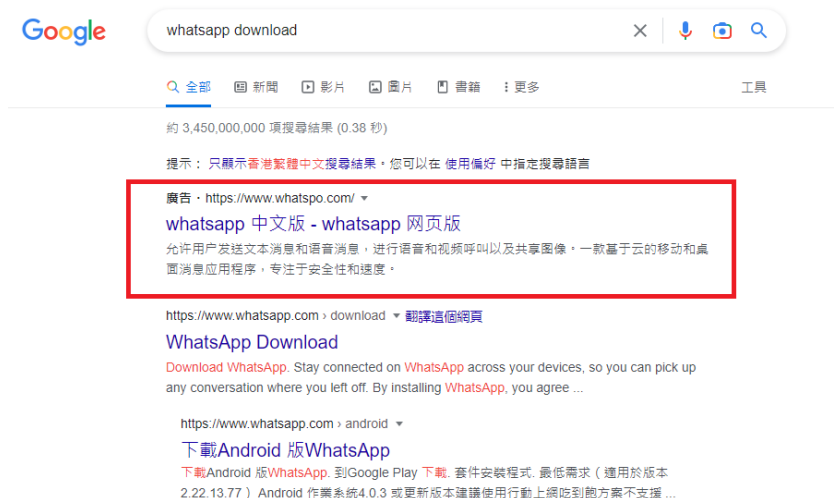 Google
whatsapp download
全部 新聞 影片 圖片 書籍 更多 工具
約 3,450,000,000 項搜尋結果 (0.38 秒)
提示： 只顯示香港繁體中文搜尋結果。您可以在 使用偏好 中指定搜尋語言
廣告 · https://www.whatspo.com/
whatsapp 中文版 - whatsapp 网页版
允许用户发送文本消息和语音消息，进行语音和视频呼叫以及共享图像。一款基于云的移动和桌
面消息应用程序，专注于安全性和速度。
https://www.whatsapp.com › download 翻譯這個網頁
WhatsApp Download
Download WhatsApp. Stay connected on WhatsApp across your devices, so you can pick up
any conversation where you left off. By installing WhatsApp, you agree ...
https://www.whatsapp.com › android
下載Android 版WhatsApp
下載Android 版WhatsApp. 到Google Play 下載. 套件安裝程式. 最低需求（適用於版本
2.22.13.77） Android 作業系統4.0.3 或更新版本建議使用行動上網吃到飽方案不支援 ...